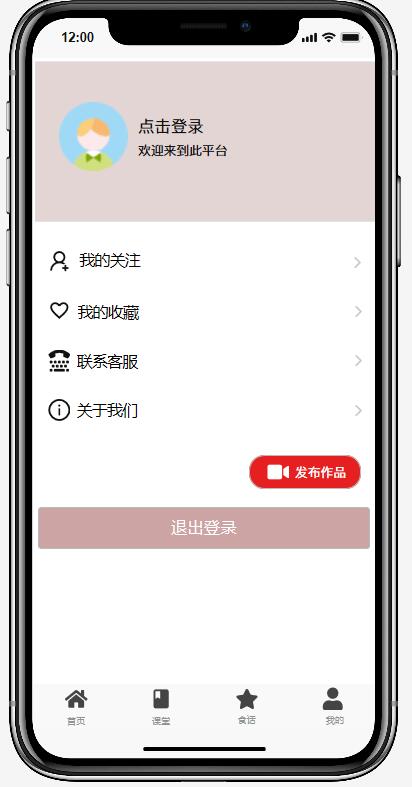 12:00
点击登录
欢迎来到此平台
我的关注
我的收藏
联系客服
关于我们
发布作品
退出登录
首页
课堂
食话
我的